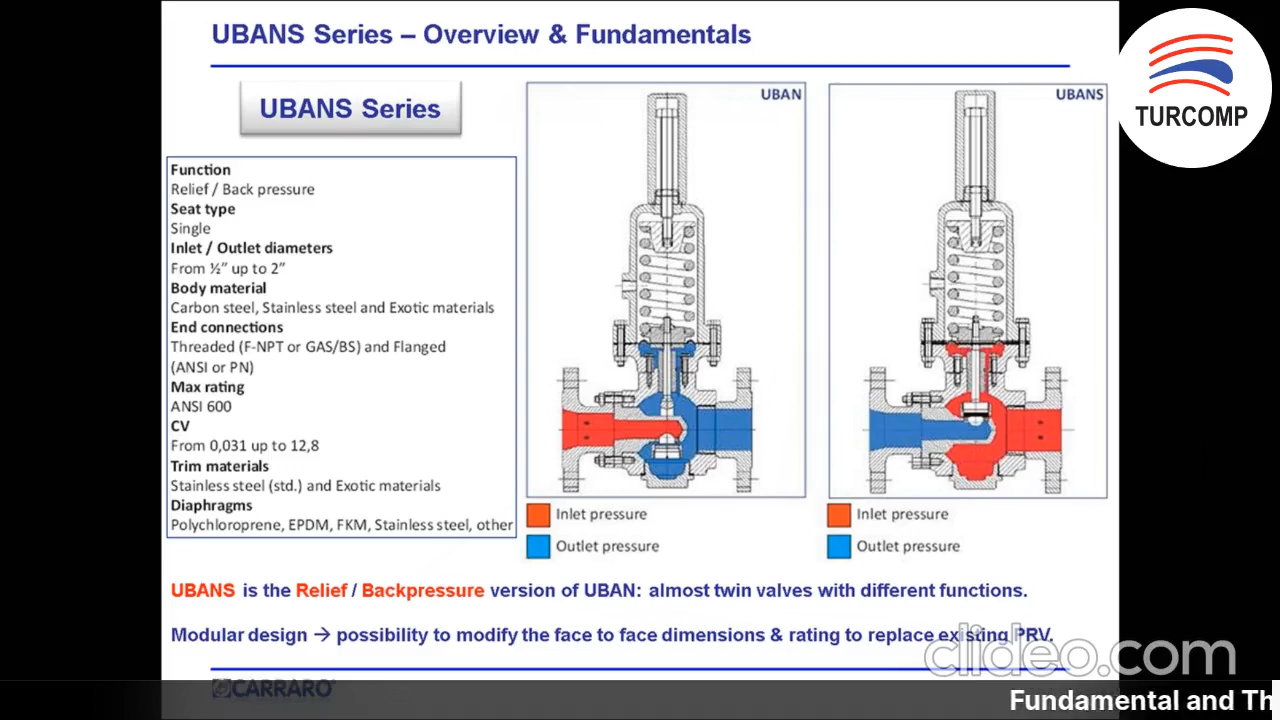 UBANS Series – Overview & Fundamentals
UBANS Series
Function
Relief / Back pressure
Seat type
Single
Inlet / Outlet diameters
From ½” up to 2”
Body material
Carbon steel, Stainless steel and Exotic materials
End connections
Threaded (F-NPT or GAS/BS) and Flanged
(ANSI or PN)
Max rating
ANSI 600
CV
From 0,031 up to 12,8
Trim materials
Stainless steel (std.) and Exotic materials
Diaphragms
Polychloroprene, EPDM, FKM, Stainless steel, other
UBAN
Inlet pressure
Outlet pressure
UBANS
Inlet pressure
Outlet pressure
TURCOMP
UBANS is the Relief / Backpressure version of UBAN: almost twin valves with different functions.
Modular design → possibility to modify the face to face dimensions & rating to replace existing PRV.
clideo.com
CARRARO
Fundamental and Th